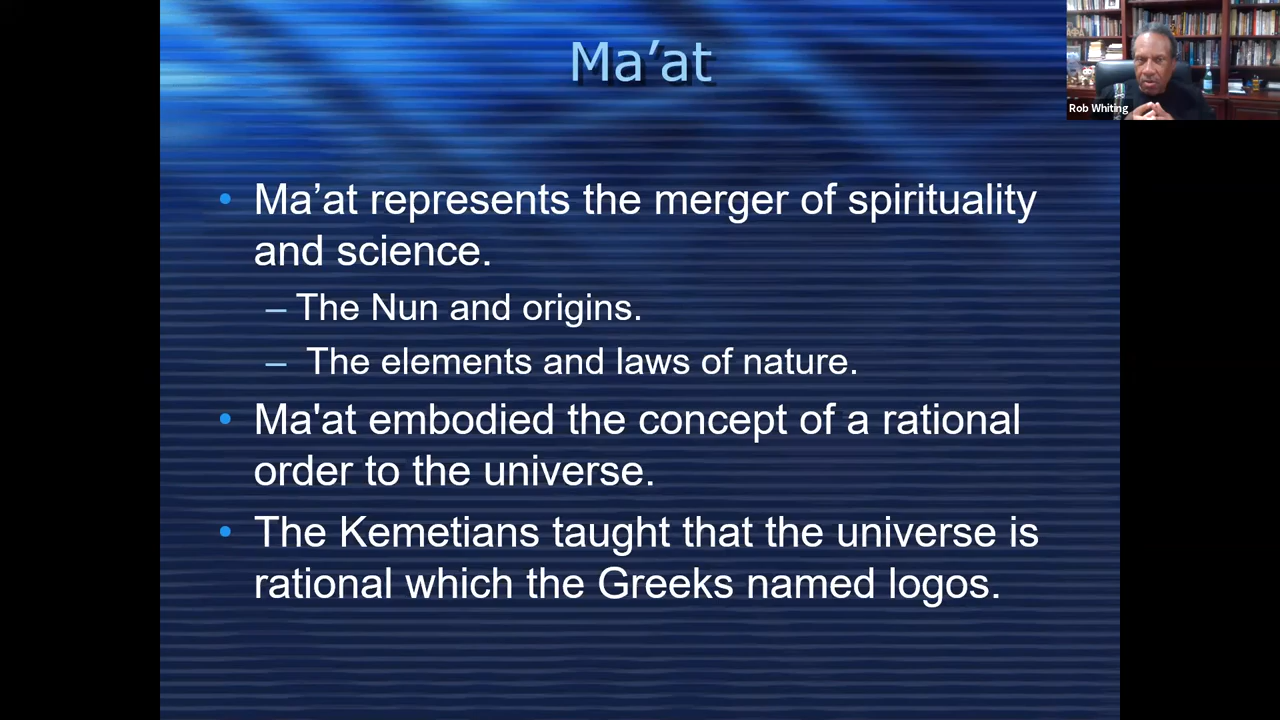 Ma’at
Rob Whiting
• Ma’at represents the merger of spirituality
and science.
– The Nun and origins.
– The elements and laws of nature.
• Ma'at embodied the concept of a rational
order to the universe.
• The Kemetians taught that the universe is
rational which the Greeks named logos.